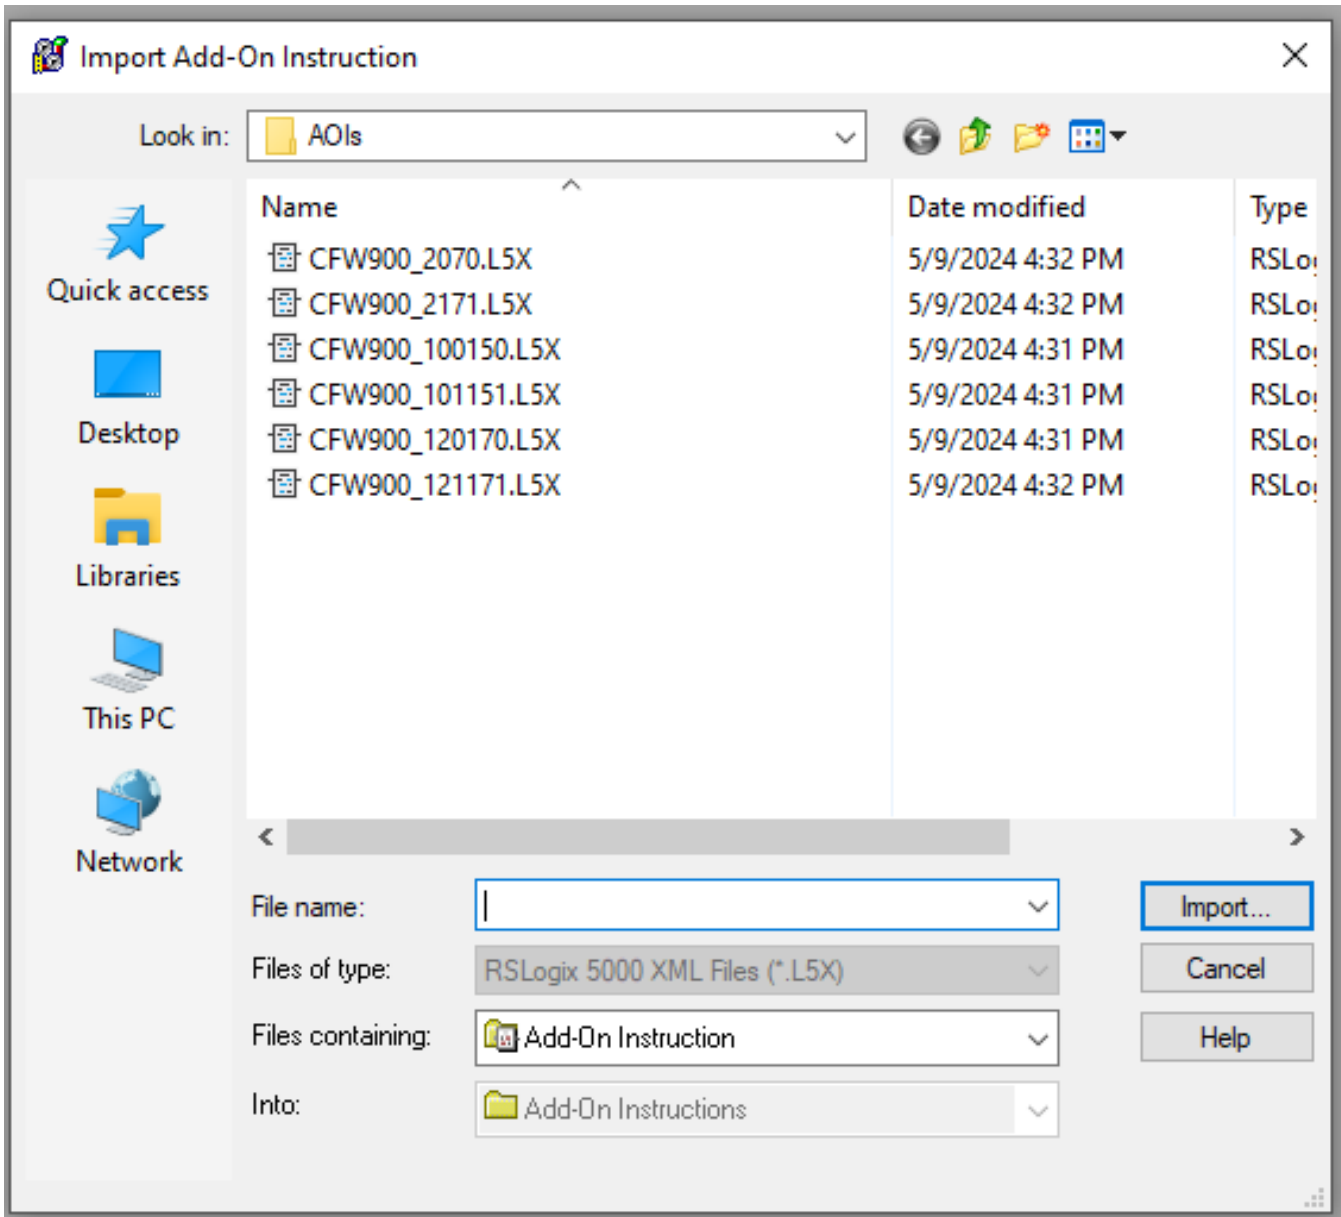 Import Add-On Instruction
Look in: AOIs
Name Date modified Type
CFW900_2070.L5X 5/9/2024 4:32 PM
CFW900_2171.L5X 5/9/2024 4:32 PM
CFW900_100150.L5X 5/9/2024 4:31 PM
CFW900_101151.L5X 5/9/2024 4:31 PM
CFW900_120170.L5X 5/9/2024 4:31 PM
CFW900_121171.L5X 5/9/2024 4:32 PM
Quick access
Desktop
Libraries
This PC
Network
File name: Import...
Files of type: RSLogix 5000 XML Files (*.L5X) Cancel
Files containing: Add-On Instruction Help
Into: Add-On Instructions